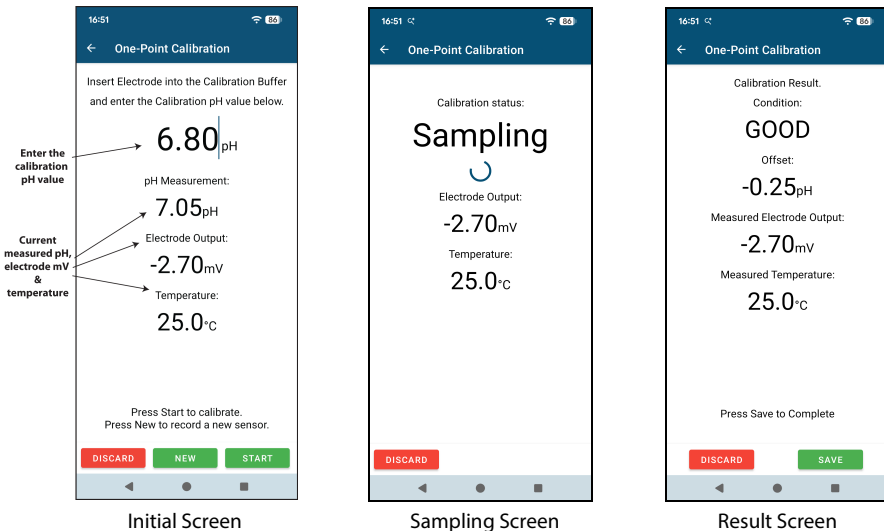 16:51
86
One-Point Calibration
Insert Electrode into the Calibration Buffer
and enter the Calibration pH value below.
6.80 pH
pH Measurement:
7.05pH
Electrode Output:
-2.70mV
Temperature:
25.0°C
Press Start to calibrate.
Press New to record a new sensor.
DISCARD
NEW
START
Initial Screen
Enter the
calibration
pH value
Current
measured pH,
electrode mV
&
temperature
16:51
86
One-Point Calibration
Calibration status:
Sampling
Electrode Output:
-2.70mV
Temperature:
25.0°C
DISCARD
Sampling Screen
16:51
86
One-Point Calibration
Calibration Result.
Condition:
GOOD
Offset:
-0.25pH
Measured Electrode Output:
-2.70mV
Measured Temperature:
25.0°C
Press Save to Complete
DISCARD
SAVE
Result Screen